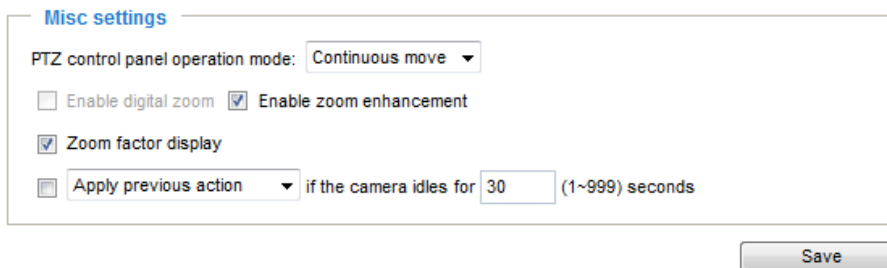 Misc settings
PTZ control panel operation mode: Continuous move
Enable digital zoom Enable zoom enhancement
Zoom factor display
Apply previous action if the camera idles for 30 (1~999) seconds
Save